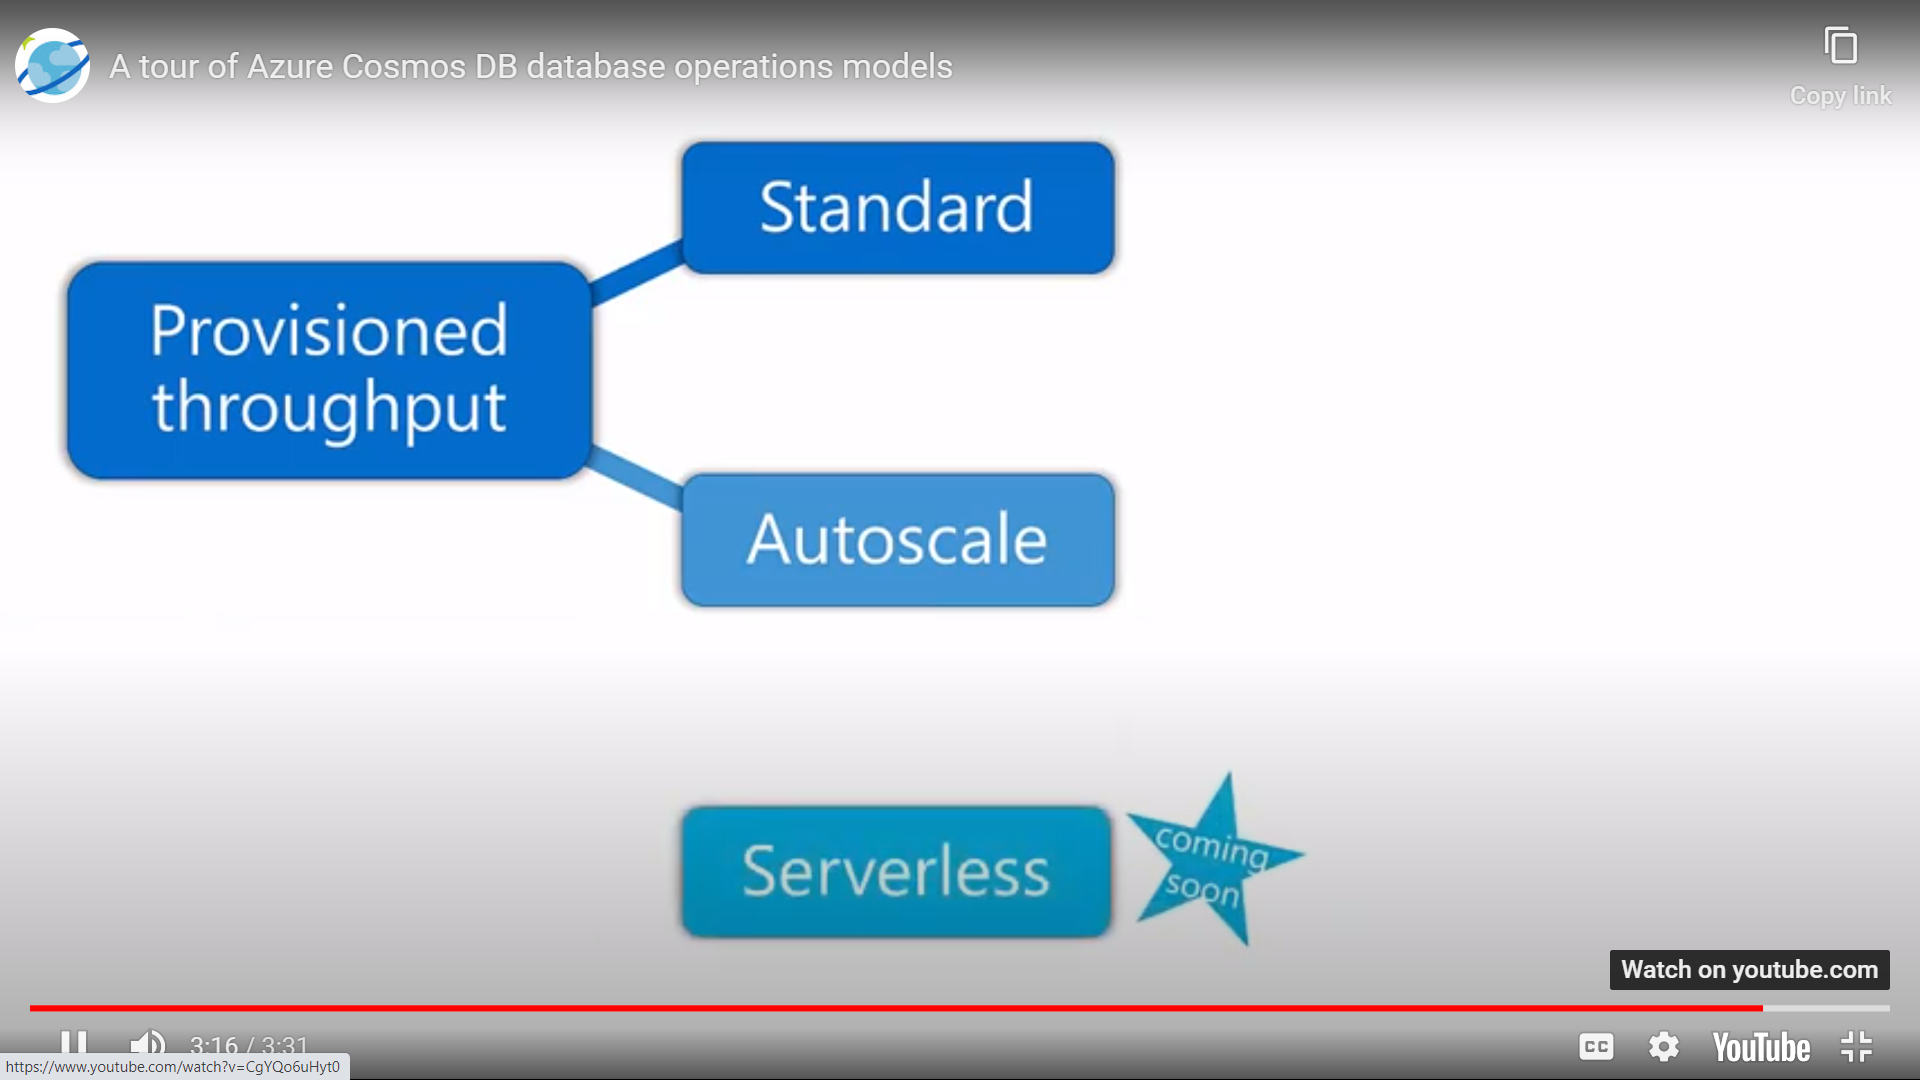 A tour of Azure Cosmos DB database operations models
Copy link
Standard
Provisioned
throughput
Autoscale
Serverless
coming
soon
Watch on youtube.com
3:16 / 3:31
CC
YouTube
https://www.youtube.com/watch?v=CgYQo6uHyt0